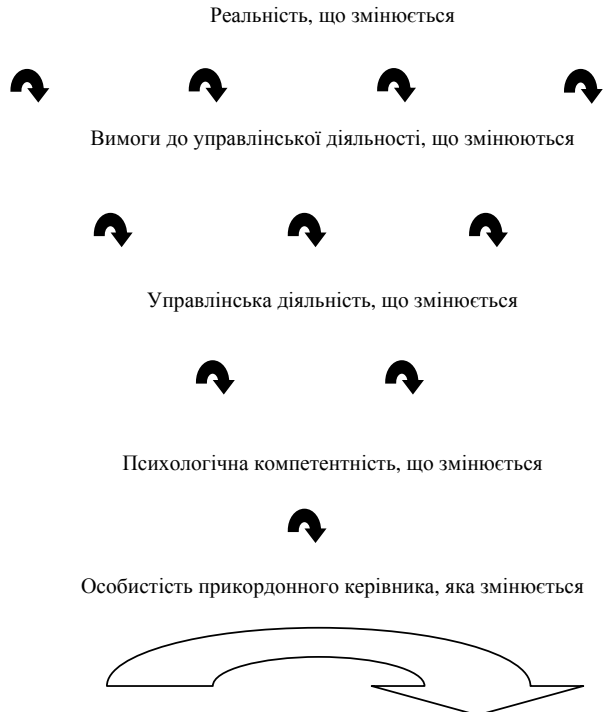 Реальність, що змінюється
Вимоги до управлінської діяльності, що змінюються
Управлінська діяльність, що змінюється
Психологічна компетентність, що змінюється
Особистість прикордонного керівника, яка змінюється